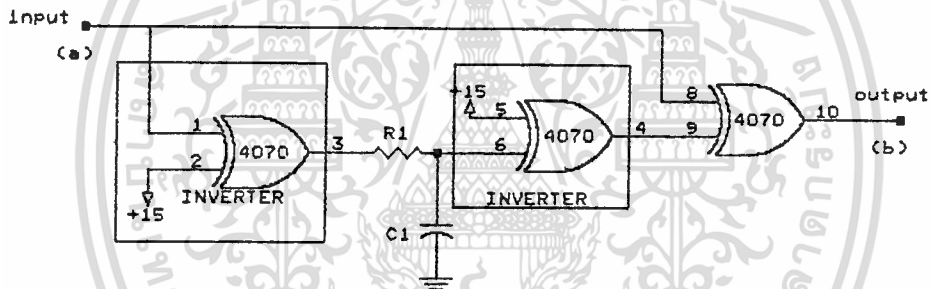 input
(a)
1
2
+15
4070
INVERTER
3
R1
C1
+15
5
6
4070
INVERTER
4
8
9
4070
10
output
(b)